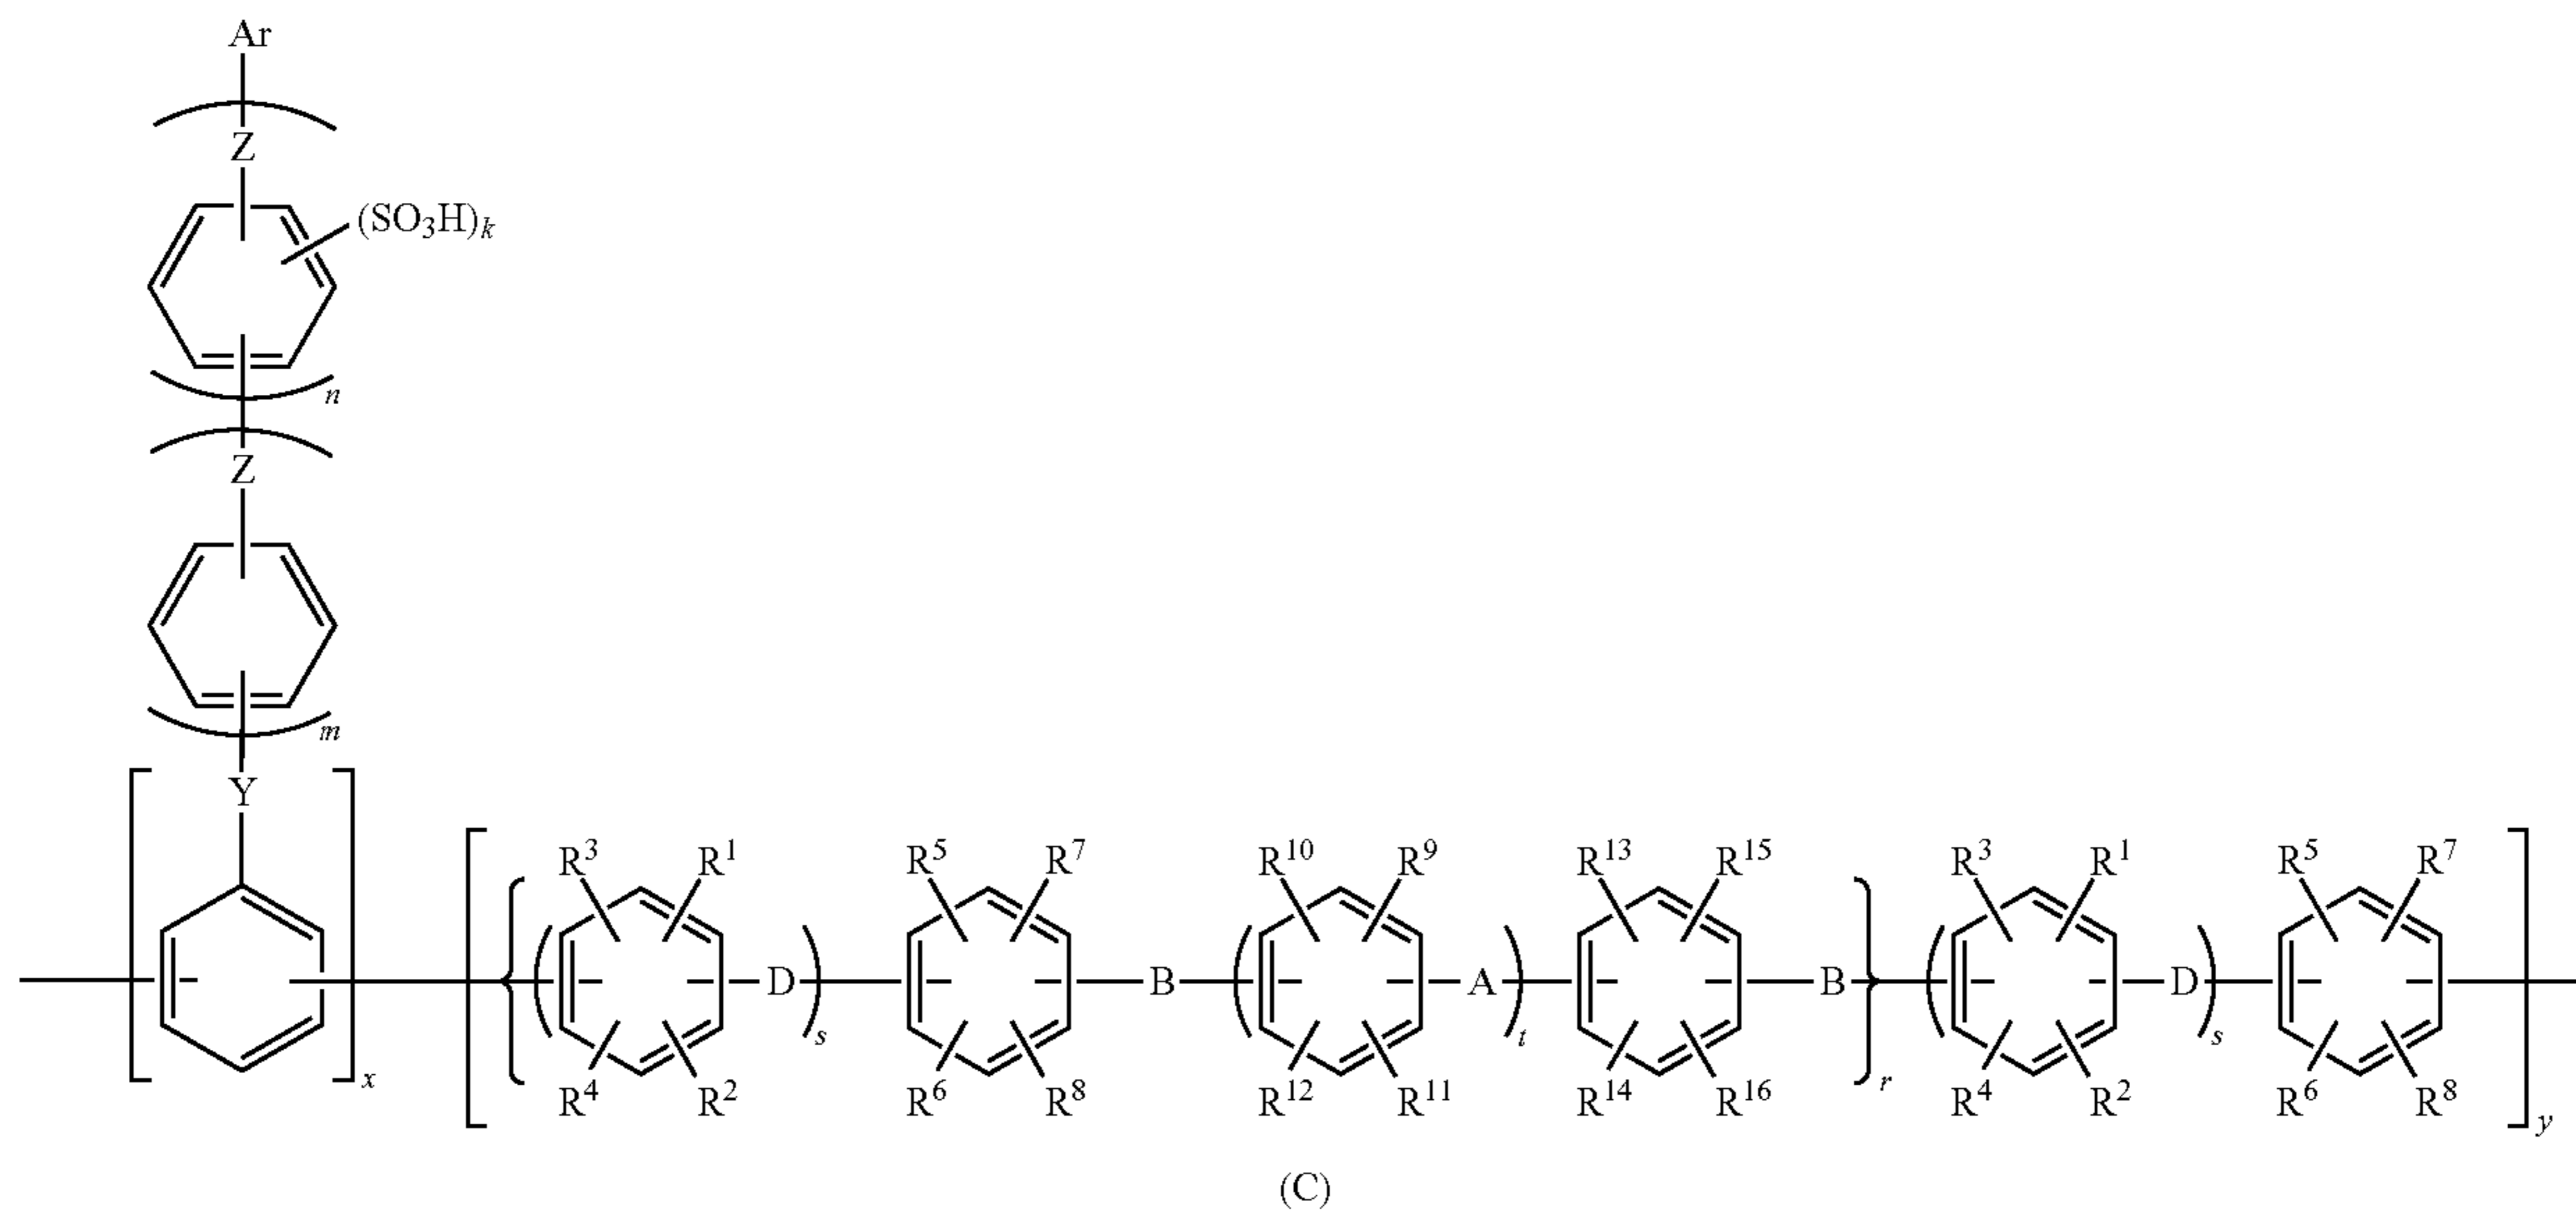 Ar
Z
(SO₃H)ₖ
n
Z
m
Y
R³ R¹ R⁵ R⁷ R¹⁰ R⁹ R¹³ R¹⁵ R³ R¹ R⁵ R⁷
D B A B D
s t r s
R⁴ R² R⁶ R⁸ R¹² R¹¹ R¹⁴ R¹⁶ R⁴ R² R⁶ R⁸
x y
(C)